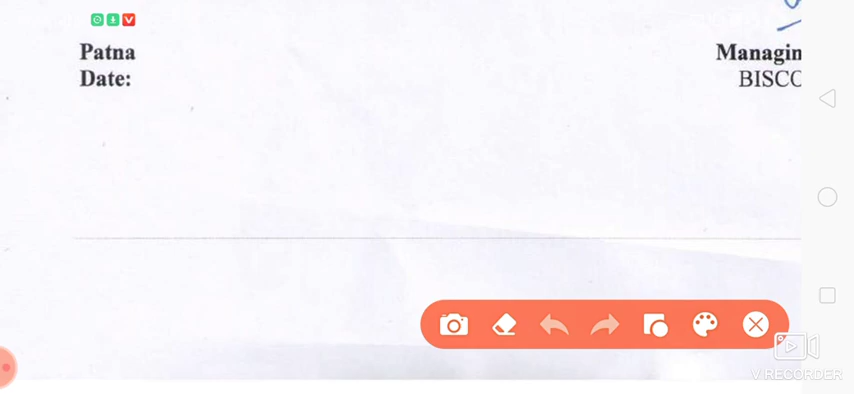 Patna
Date:
Managin
BISCO
V.RECORDER